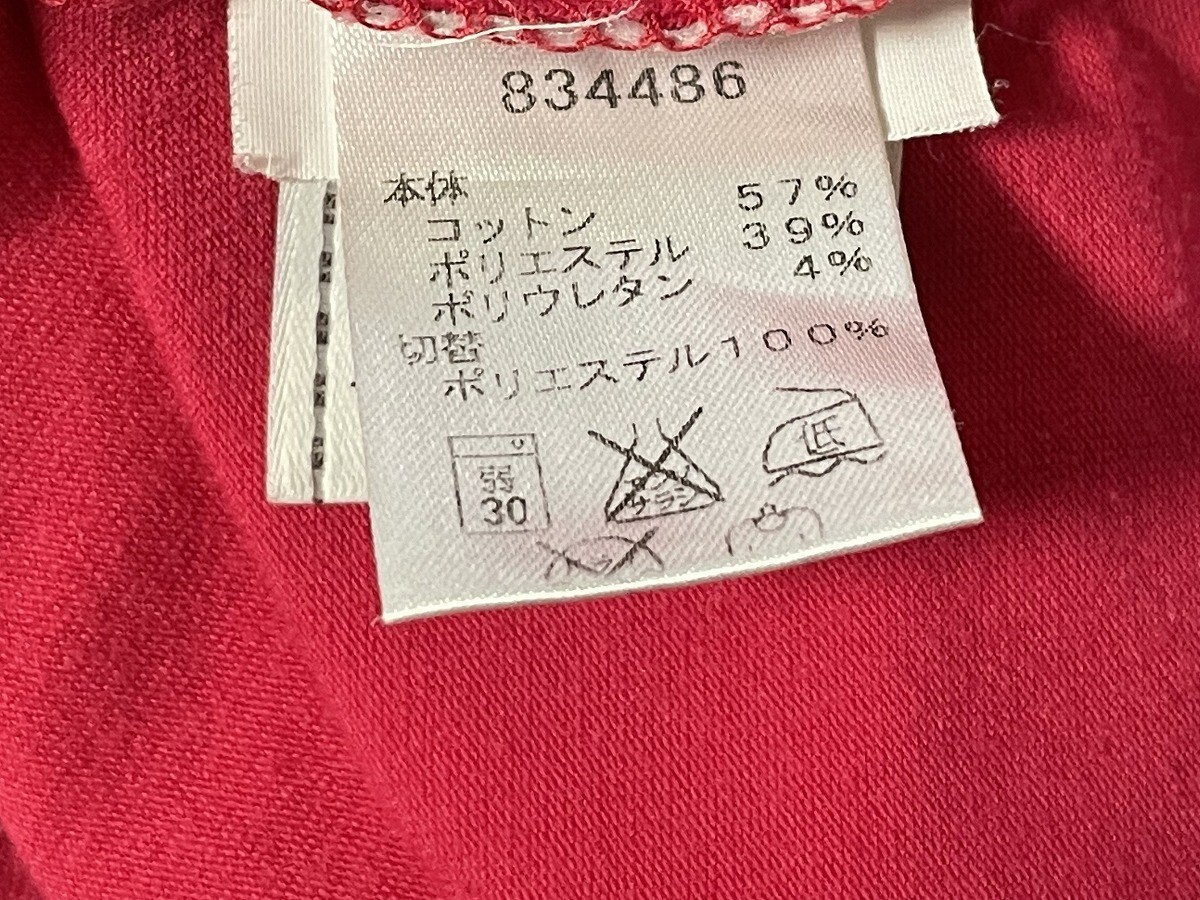 834486
本体
コットン 57%
ポリエステル 39%
ポリウレタン 4%
切替
ポリエステル100%
弱 30
低